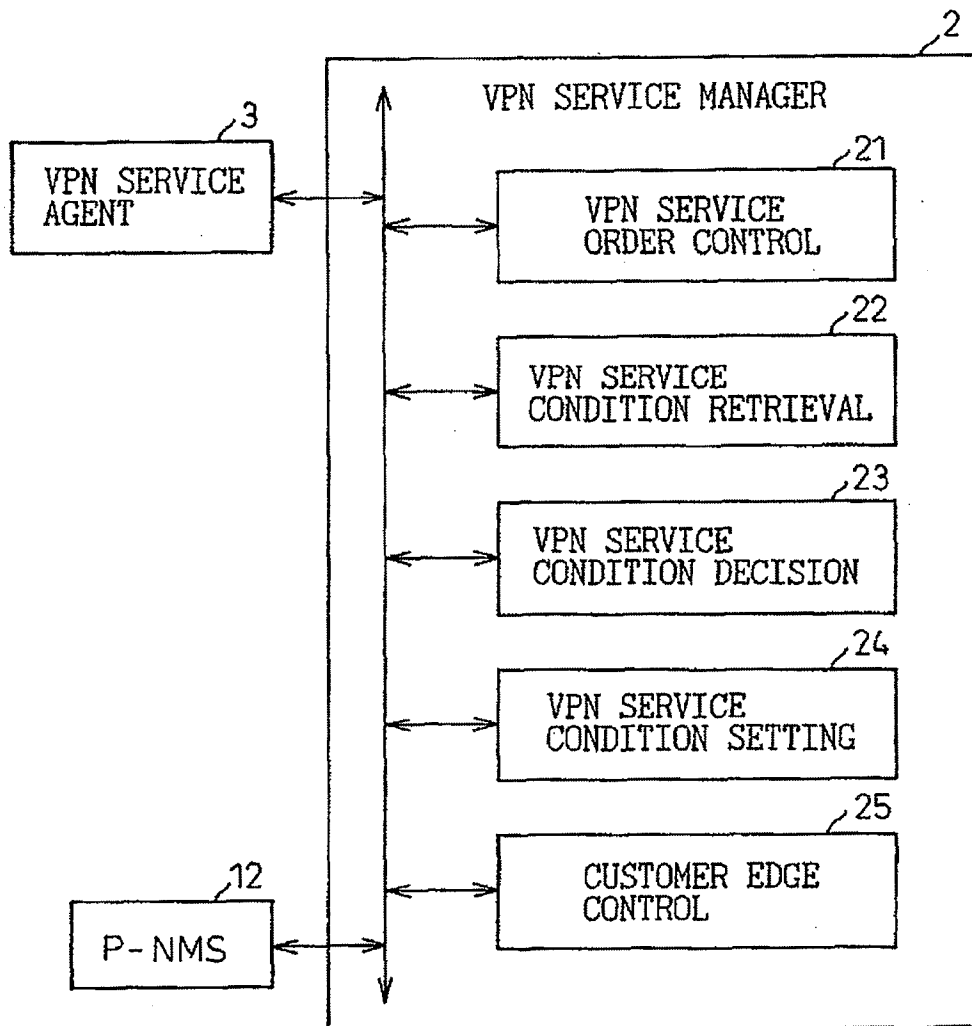 2
VPN SERVICE MANAGER
3
VPN SERVICE
AGENT
21
VPN SERVICE
ORDER CONTROL
22
VPN SERVICE
CONDITION RETRIEVAL
23
VPN SERVICE
CONDITION DECISION
24
VPN SERVICE
CONDITION SETTING
25
CUSTOMER EDGE
CONTROL
12
P-NMS